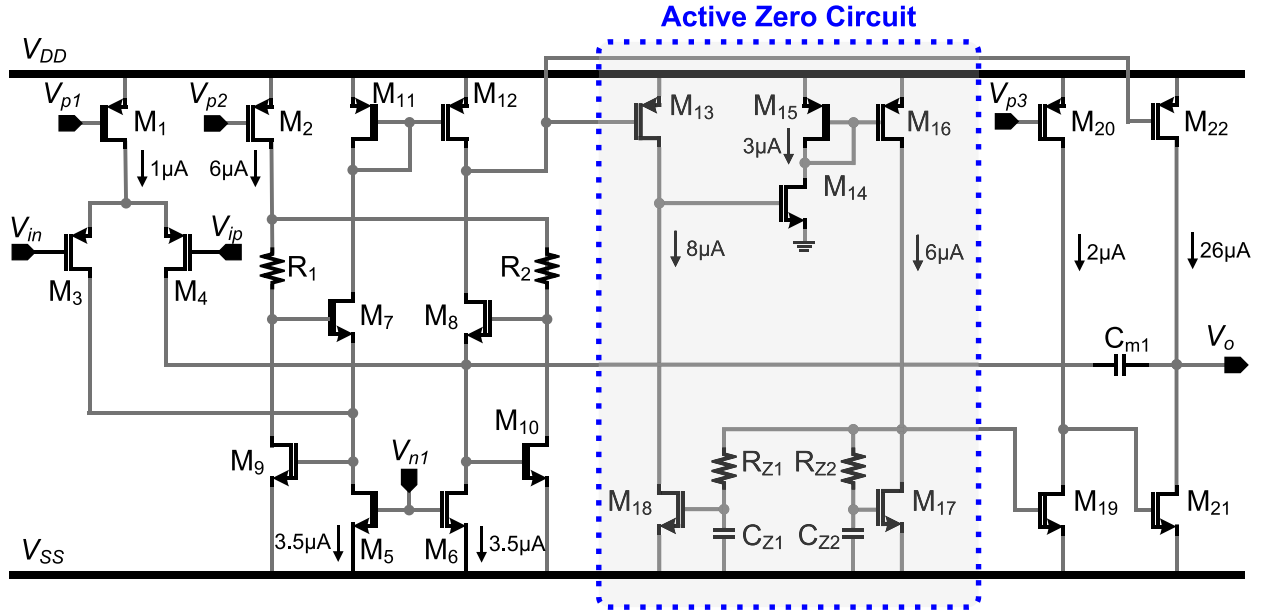 Active Zero Circuit
VDD
Vp1
M1
Vp2
M2
M11
M12
M13
M15
M16
Vp3
M20
M22
1µA
6µA
3µA
M14
Vin
Vip
R1
R2
8µA
6µA
2µA
26µA
M3
M4
M7
M8
Cm1
Vo
M9
M10
Vn1
RZ1
RZ2
M18
M17
M19
M21
CZ1
CZ2
3.5µA
M5
M6
3.5µA
VSS